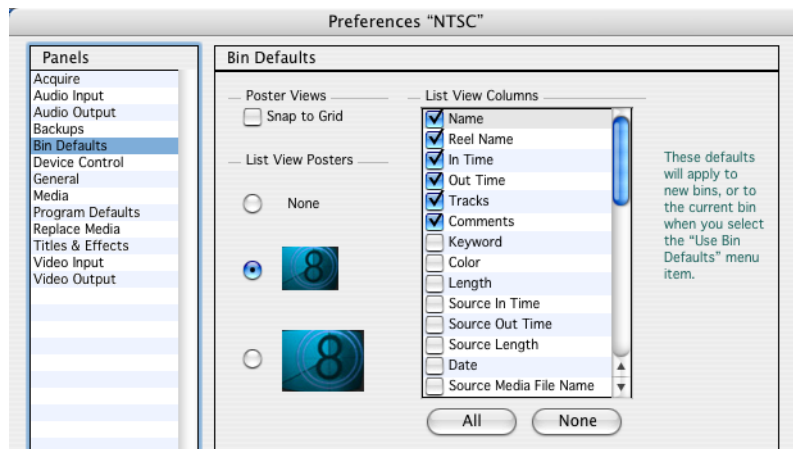 Preferences “NTSC”
Panels
Acquire
Audio Input
Audio Output
Backups
Bin Defaults
Device Control
General
Media
Program Defaults
Replace Media
Titles & Effects
Video Input
Video Output
Bin Defaults
Poster Views
Snap to Grid
List View Posters
None
8
8
List View Columns
Name
Reel Name
In Time
Out Time
Tracks
Comments
Keyword
Color
Length
Source In Time
Source Out Time
Source Length
Date
Source Media File Name
All
None
These defaults
will apply to
new bins, or to
the current bin
when you select
the “Use Bin
Defaults” menu
item.